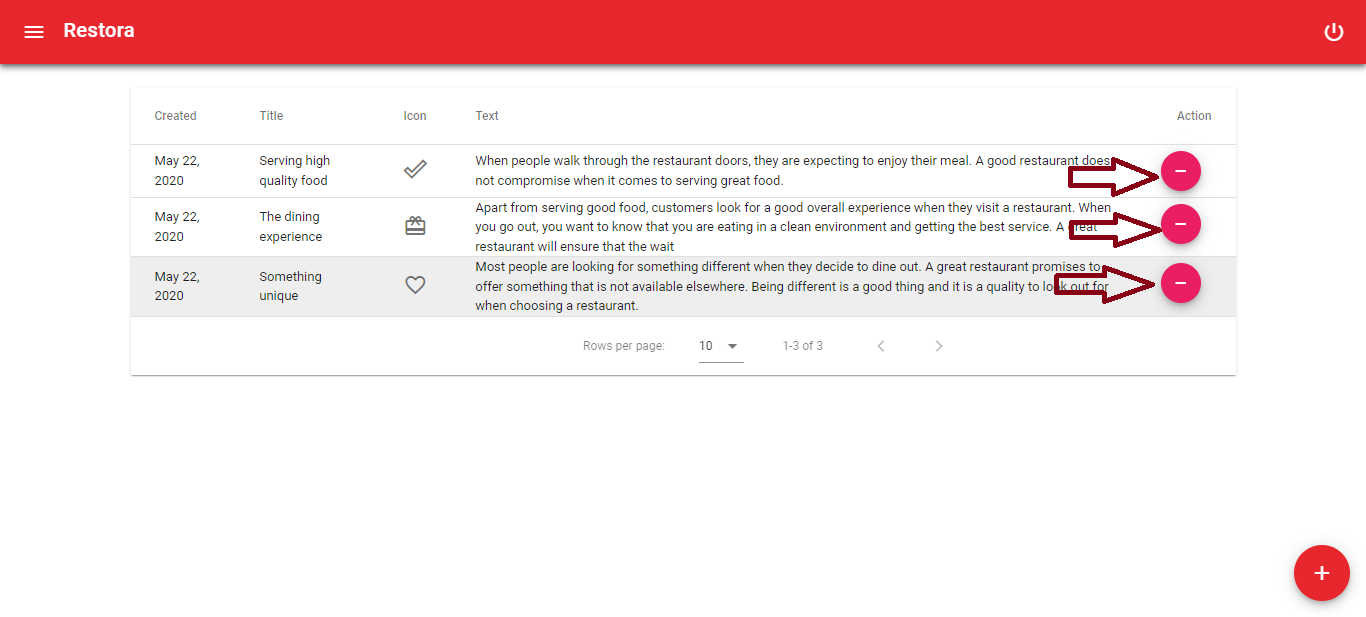 Restora
Created Title Icon Text Action
May 22, Serving high When people walk through the restaurant doors, they are expecting to enjoy their meal. A good restaurant does
2020 quality food not compromise when it comes to serving great food.
Apart from serving good food, customers look for a good overall experience when they visit a restaurant. When
May 22, The dining you go out, you want to know that you are eating in a clean environment and getting the best service. A great
2020 experience restaurant will ensure that the wait
Most people are looking for something different when they decide to dine out. A great restaurant promises to
May 22, Something offer something that is not available elsewhere. Being different is a good thing and it is a quality to look out for
2020 unique when choosing a restaurant.
Rows per page: 10 1-3 of 3